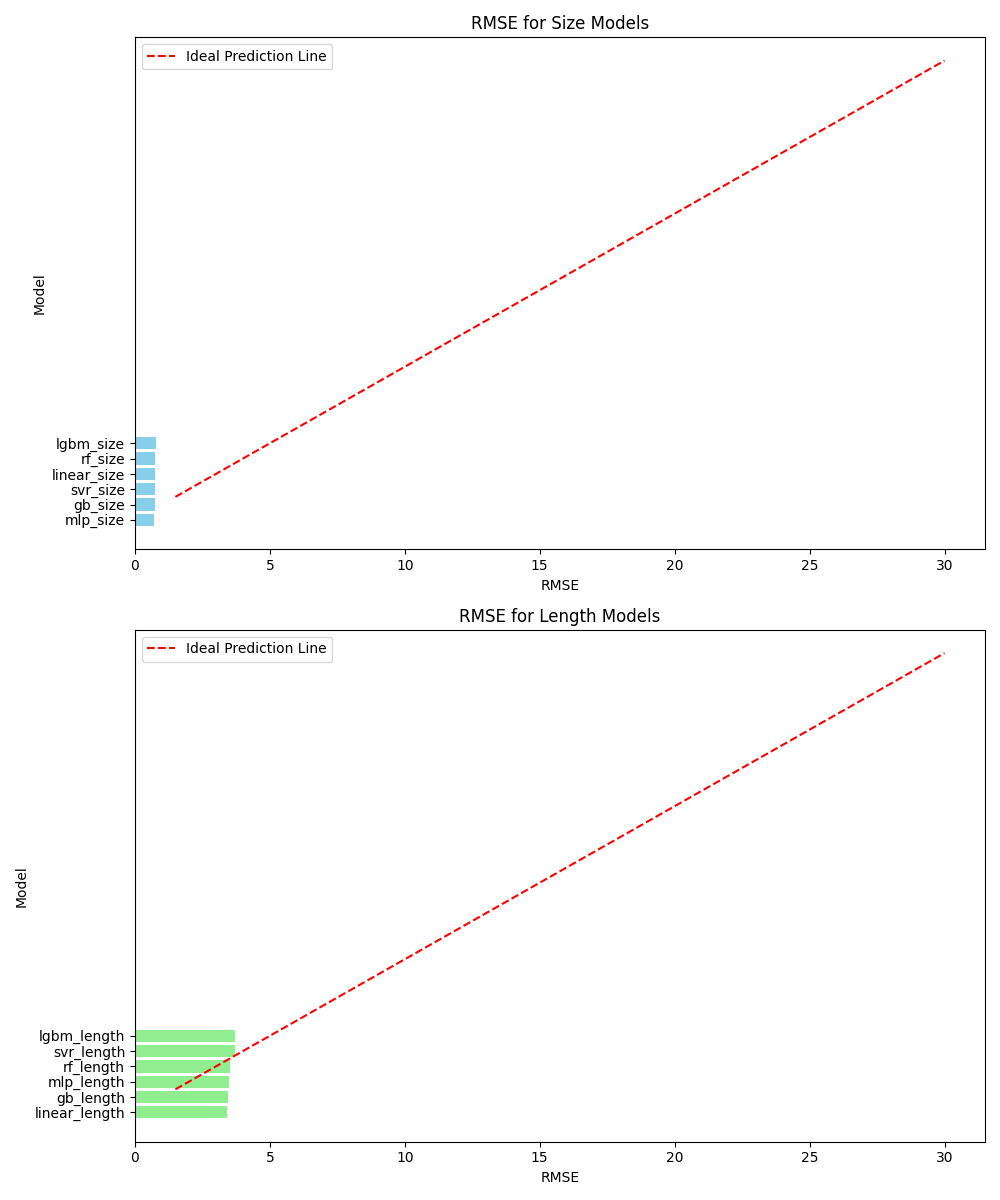 RMSE for Size Models
Ideal Prediction Line
Model
lgbm_size
rf_size
linear_size
svr_size
gb_size
mlp_size
0 5 10 15 20 25 30
RMSE
RMSE for Length Models
Ideal Prediction Line
Model
lgbm_length
svr_length
rf_length
mlp_length
gb_length
linear_length
0 5 10 15 20 25 30
RMSE